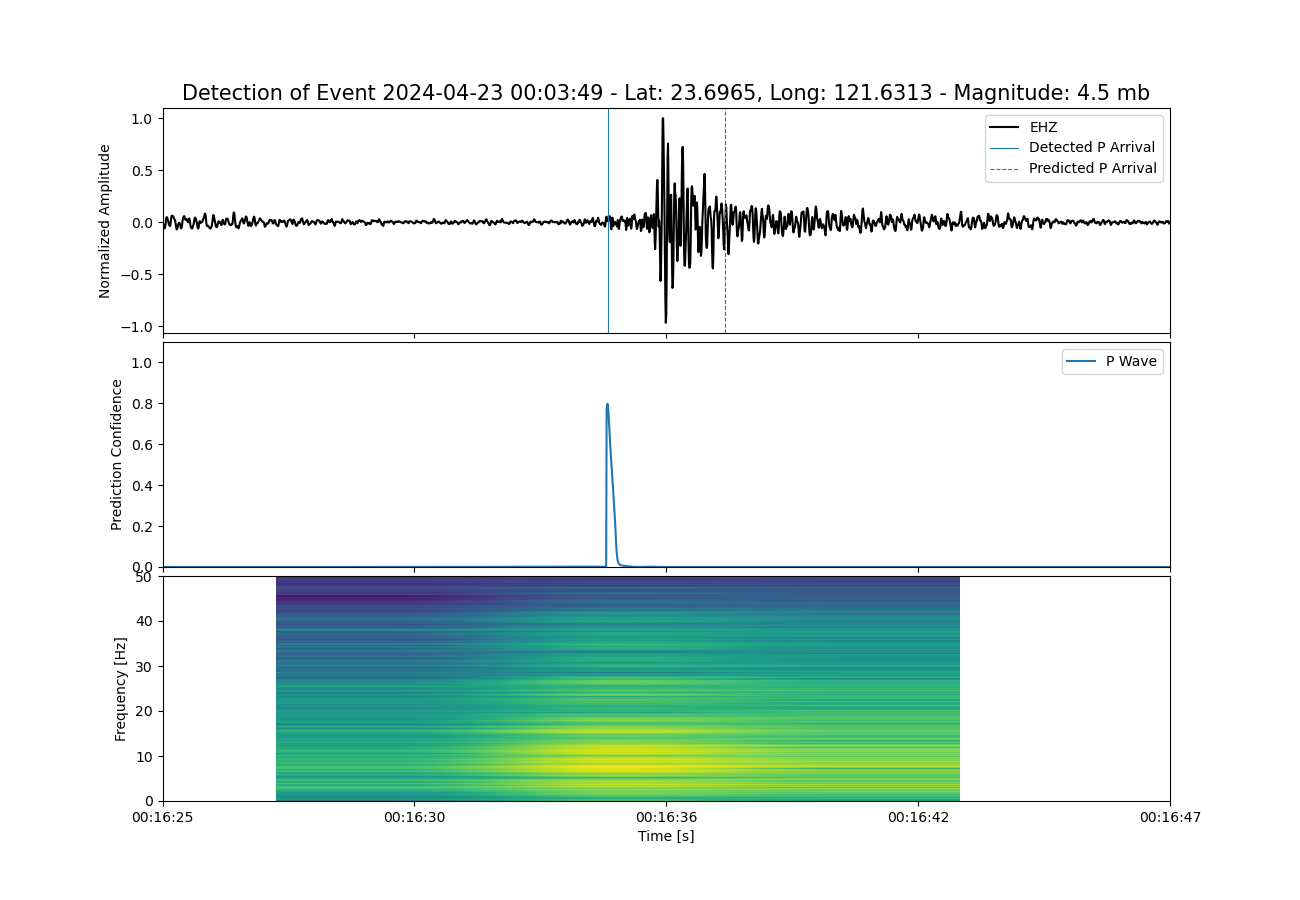 Detection of Event 2024-04-23 00:03:49 - Lat: 23.6965, Long: 121.6313 - Magnitude: 4.5 mb
1.0
0.5
0.0
−0.5
−1.0
Normalized Amplitude
EHZ
Detected P Arrival
Predicted P Arrival
1.0
0.8
0.6
0.4
0.2
0.0
Prediction Confidence
P Wave
50
40
30
20
10
0
Frequency [Hz]
00:16:25
00:16:30
00:16:36
00:16:42
00:16:47
Time [s]